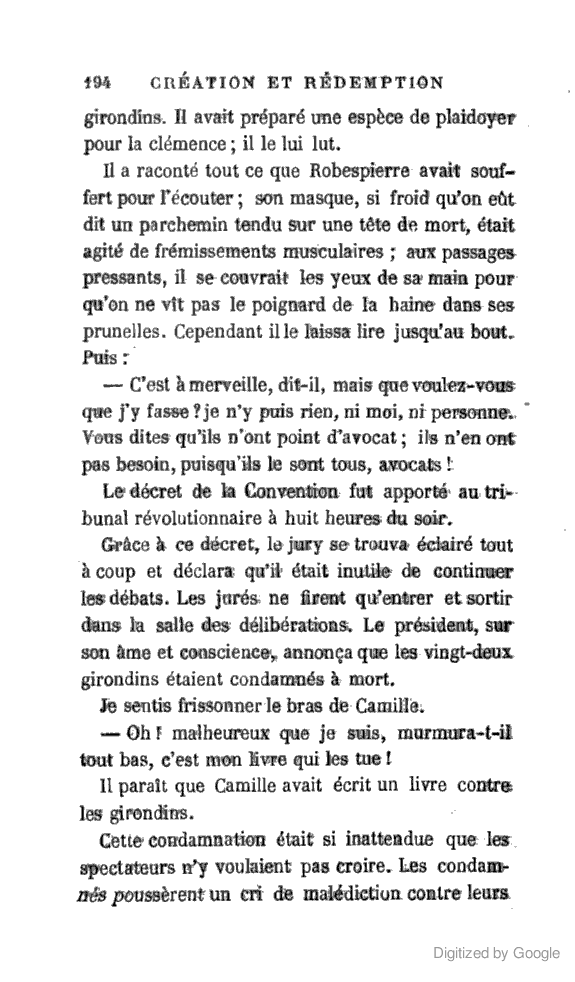 194 CRÉATION ET RÉDEMPTION
girondins. Il avait préparé une espèce de plaidoyer
pour la clémence ; il le lui lut.
Il a raconté tout ce que Robespierre avait souf-
fert pour l'écouter ; son masque, si froid qu'on eût
dit un parchemin tendu sur une tête de mort, était
agité de frémissements musculaires ; aux passages
pressants, il se couvrait les yeux de sa main pour
qu'on ne vît pas le poignard de la haine dans ses
prunelles. Cependant il le laissa lire jusqu'au bout.
Puis :
— C'est à merveille, dit-il, mais que voulez-vous
que j'y fasse ? je n'y puis rien, ni moi, ni personne.
Vous dites qu'ils n'ont point d'avocat ; ils n'en ont
pas besoin, puisqu'ils le sont tous, avocats !
Le décret de la Convention fut apporté au tri-
bunal révolutionnaire à huit heures du soir.
Grâce à ce décret, le jury se trouva éclairé tout
à coup et déclara qu'il était inutile de continuer
les débats. Les jurés ne firent qu'entrer et sortir
dans la salle des délibérations. Le président, sur
son âme et conscience, annonça que les vingt-deux
girondins étaient condamnés à mort.
Je sentis frissonner le bras de Camille.
— Oh ! malheureux que je suis, murmura-t-il
tout bas, c'est mon livre qui les tue !
Il paraît que Camille avait écrit un livre contre
les girondins.
Cette condamnation était si inattendue que les
spectateurs n'y voulaient pas croire. Les condam-
nés poussèrent un cri de malédiction contre leurs
Digitized by Google